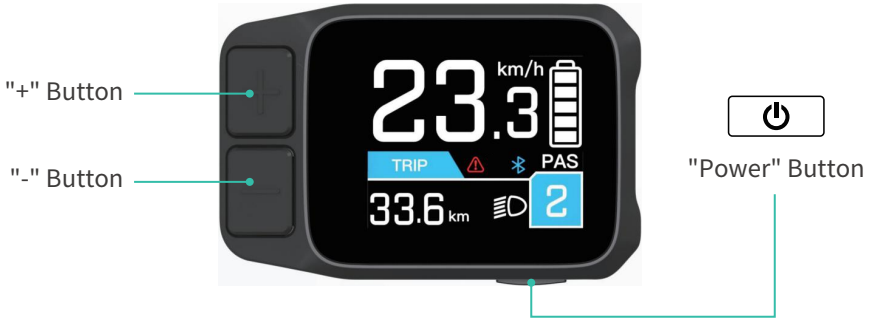 "+" Button
"-" Button
km/h
23.3
TRIP
PAS
33.6 km
2
"Power" Button